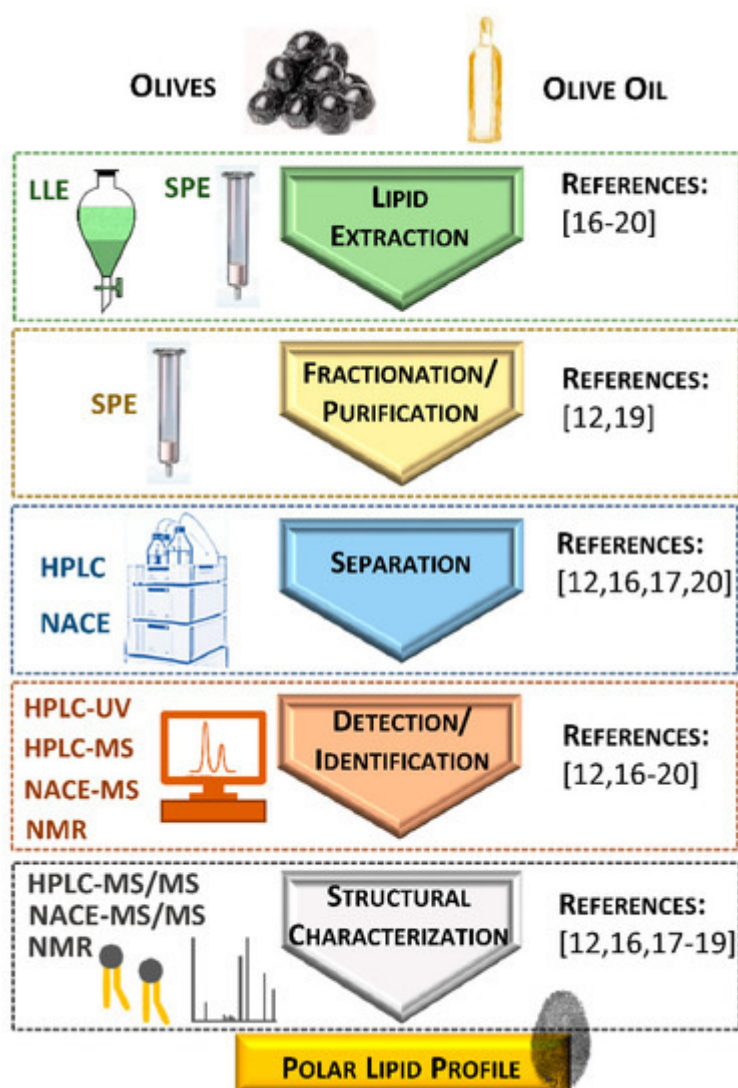 OLIVES
OLIVE OIL
LLE
SPE
LIPID
EXTRACTION
REFERENCES:
[16-20]
SPE
FRACTIONATION/
PURIFICATION
REFERENCES:
[12,19]
HPLC
NACE
SEPARATION
REFERENCES:
[12,16,17,20]
HPLC-UV
HPLC-MS
NACE-MS
NMR
DETECTION/
IDENTIFICATION
REFERENCES:
[12,16-20]
HPLC-MS/MS
NACE-MS/MS
NMR
STRUCTURAL
CHARACTERIZATION
REFERENCES:
[12,16,17-19]
POLAR LIPID PROFILE